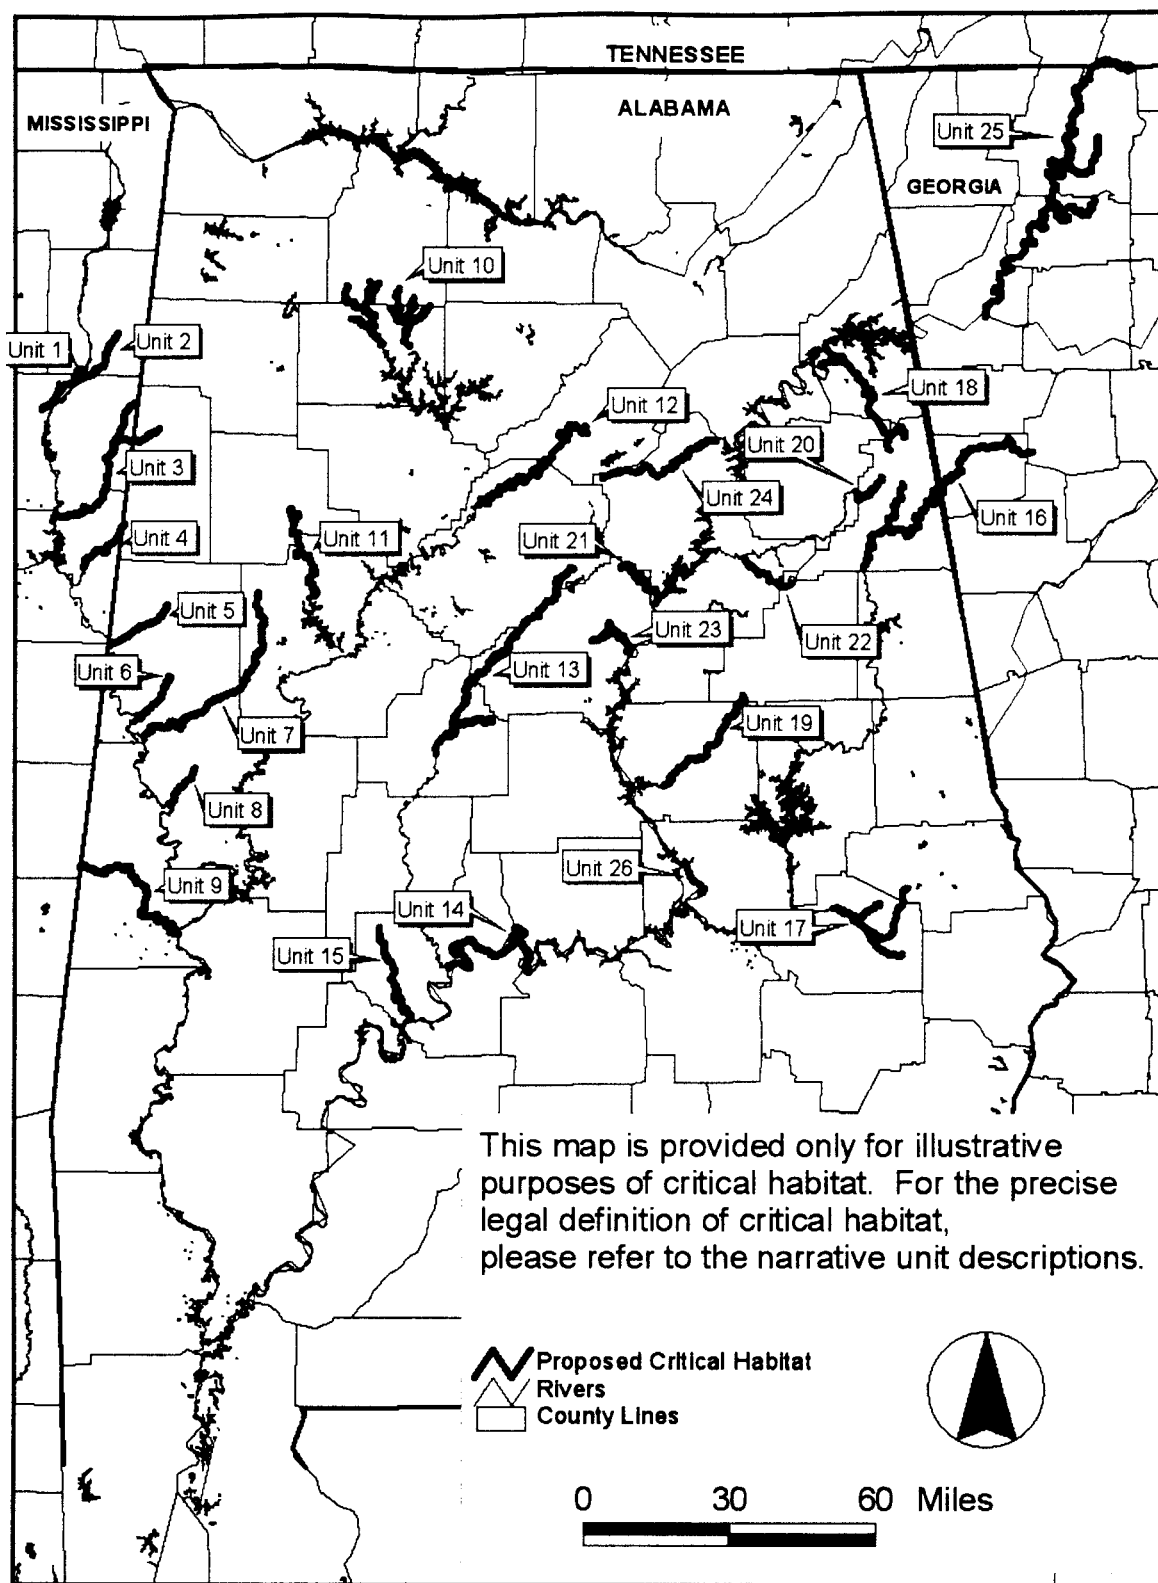 TENNESSEE
MISSISSIPPI
ALABAMA
Unit 25
GEORGIA
Unit 10
Unit 1
Unit 2
Unit 18
Unit 12
Unit 20
Unit 3
Unit 24
Unit 16
Unit 4
Unit 11
Unit 21
Unit 5
Unit 23
Unit 22
Unit 6
Unit 13
Unit 19
Unit 7
Unit 8
Unit 26
Unit 9
Unit 14
Unit 17
Unit 15
This map is provided only for illustrative
purposes of critical habitat. For the precise
legal definition of critical habitat,
please refer to the narrative unit descriptions.
Proposed Critical Habitat
Rivers
County Lines
0 30 60 Miles